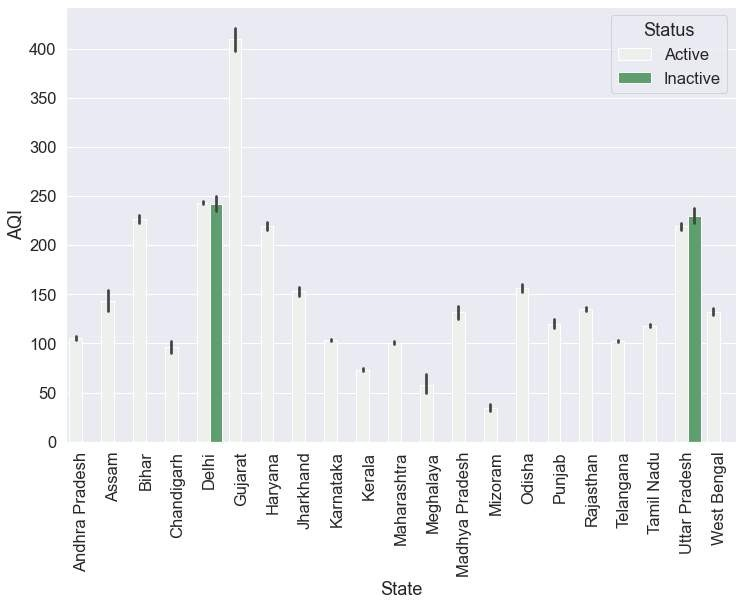 Status
Active
Inactive
AQI
400
350
300
250
200
150
100
50
0
Andhra Pradesh
Assam
Bihar
Chandigarh
Delhi
Gujarat
Haryana
Jharkhand
Karnataka
Kerala
Maharashtra
Meghalaya
Madhya Pradesh
Mizoram
Odisha
Punjab
Rajasthan
Telangana
Tamil Nadu
Uttar Pradesh
West Bengal
State